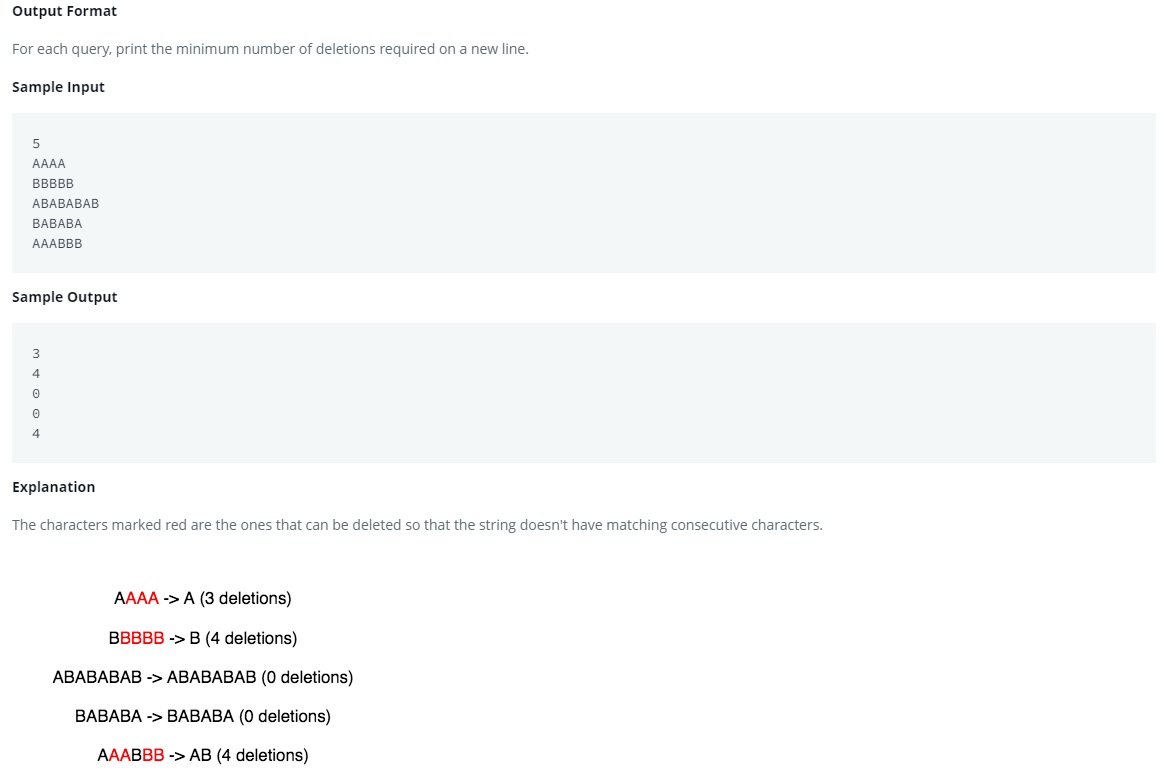 Output Format
For each query, print the minimum number of deletions required on a new line.
Sample Input
5
AAAA
BBBBB
ABABABAB
BABABA
AAABBB
Sample Output
3
4
0
0
4
Explanation
The characters marked red are the ones that can be deleted so that the string doesn't have matching consecutive characters.
AAAA -> A (3 deletions)
BBBBB -> B (4 deletions)
ABABABAB -> ABABABAB (0 deletions)
BABABA -> BABABA (0 deletions)
AAABBB -> AB (4 deletions)